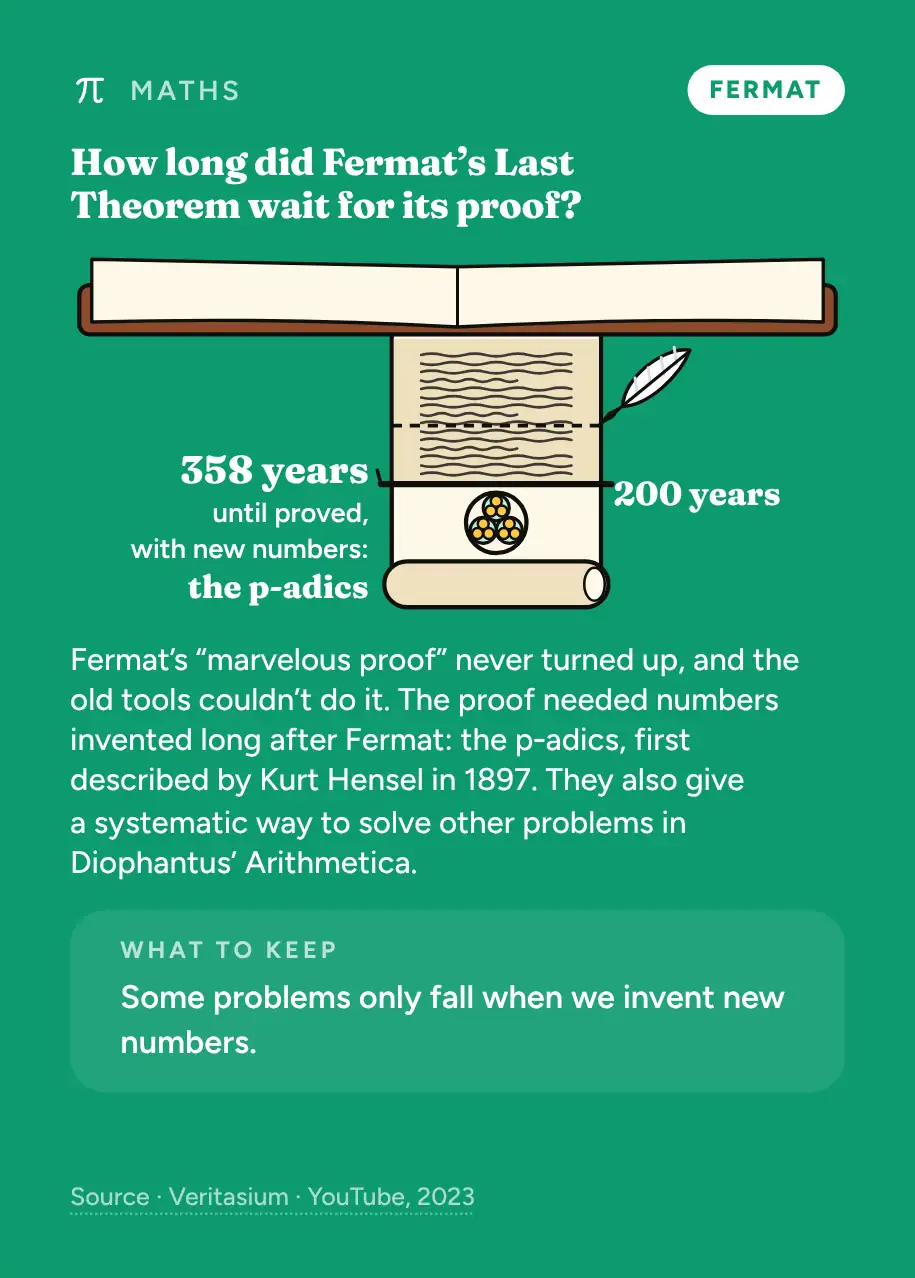 π MATHS
FERMAT
How long did Fermat’s Last
Theorem wait for its proof?
358 years
until proved,
with new numbers:
the p-adics
200 years
Fermat’s “marvelous proof” never turned up, and the
old tools couldn’t do it. The proof needed numbers
invented long after Fermat: the p-adics, first
described by Kurt Hensel in 1897. They also give
a systematic way to solve other problems in
Diophantus’ Arithmetica.
WHAT TO KEEP
Some problems only fall when we invent new
numbers.
Source · Veritasium · YouTube, 2023